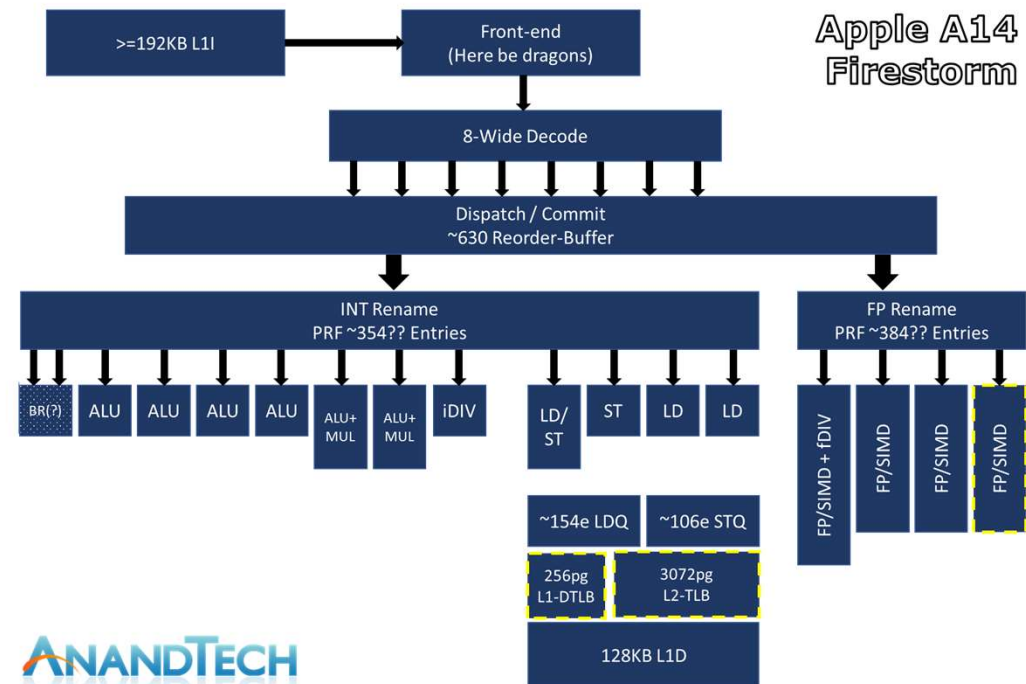 Apple A14
Firestorm
>=192KB L1I
Front-end
(Here be dragons)
8-Wide Decode
Dispatch / Commit
~630 Reorder-Buffer
INT Rename
PRF ~354?? Entries
FP Rename
PRF ~384?? Entries
BR(?)
ALU
ALU
ALU
ALU
ALU+
MUL
ALU+
MUL
iDIV
LD/
ST
ST
LD
LD
FP/SIMD + fDIV
FP/SIMD
FP/SIMD
FP/SIMD
~154e LDQ
~106e STQ
256pg
L1-DTLB
3072pg
L2-TLB
128KB L1D
ANANDTECH